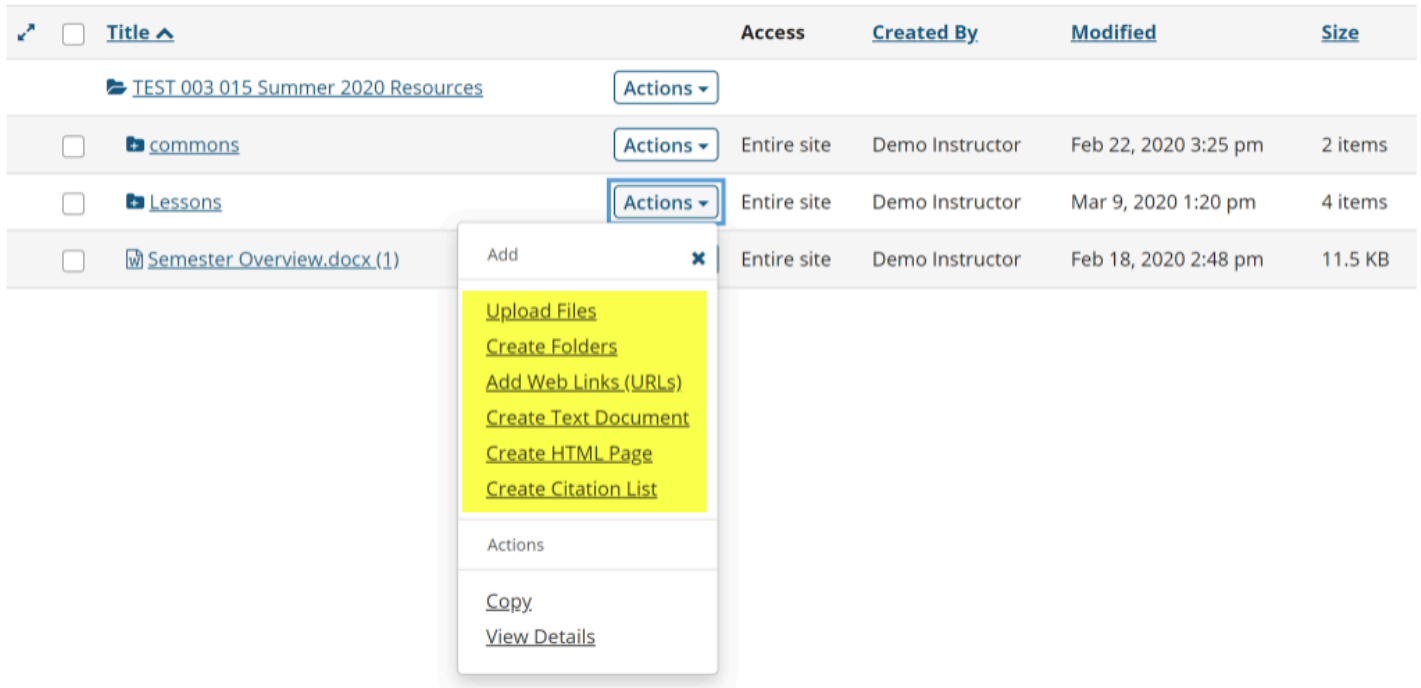 Title Access Created By Modified Size
TEST 003 015 Summer 2020 Resources Actions
commons Actions Entire site Demo Instructor Feb 22, 2020 3:25 pm 2 items
Lessons Actions Entire site Demo Instructor Mar 9, 2020 1:20 pm 4 items
Semester Overview.docx (1) Entire site Demo Instructor Feb 18, 2020 2:48 pm 11.5 KB
Add
Upload Files
Create Folders
Add Web Links (URLs)
Create Text Document
Create HTML Page
Create Citation List
Actions
Copy
View Details